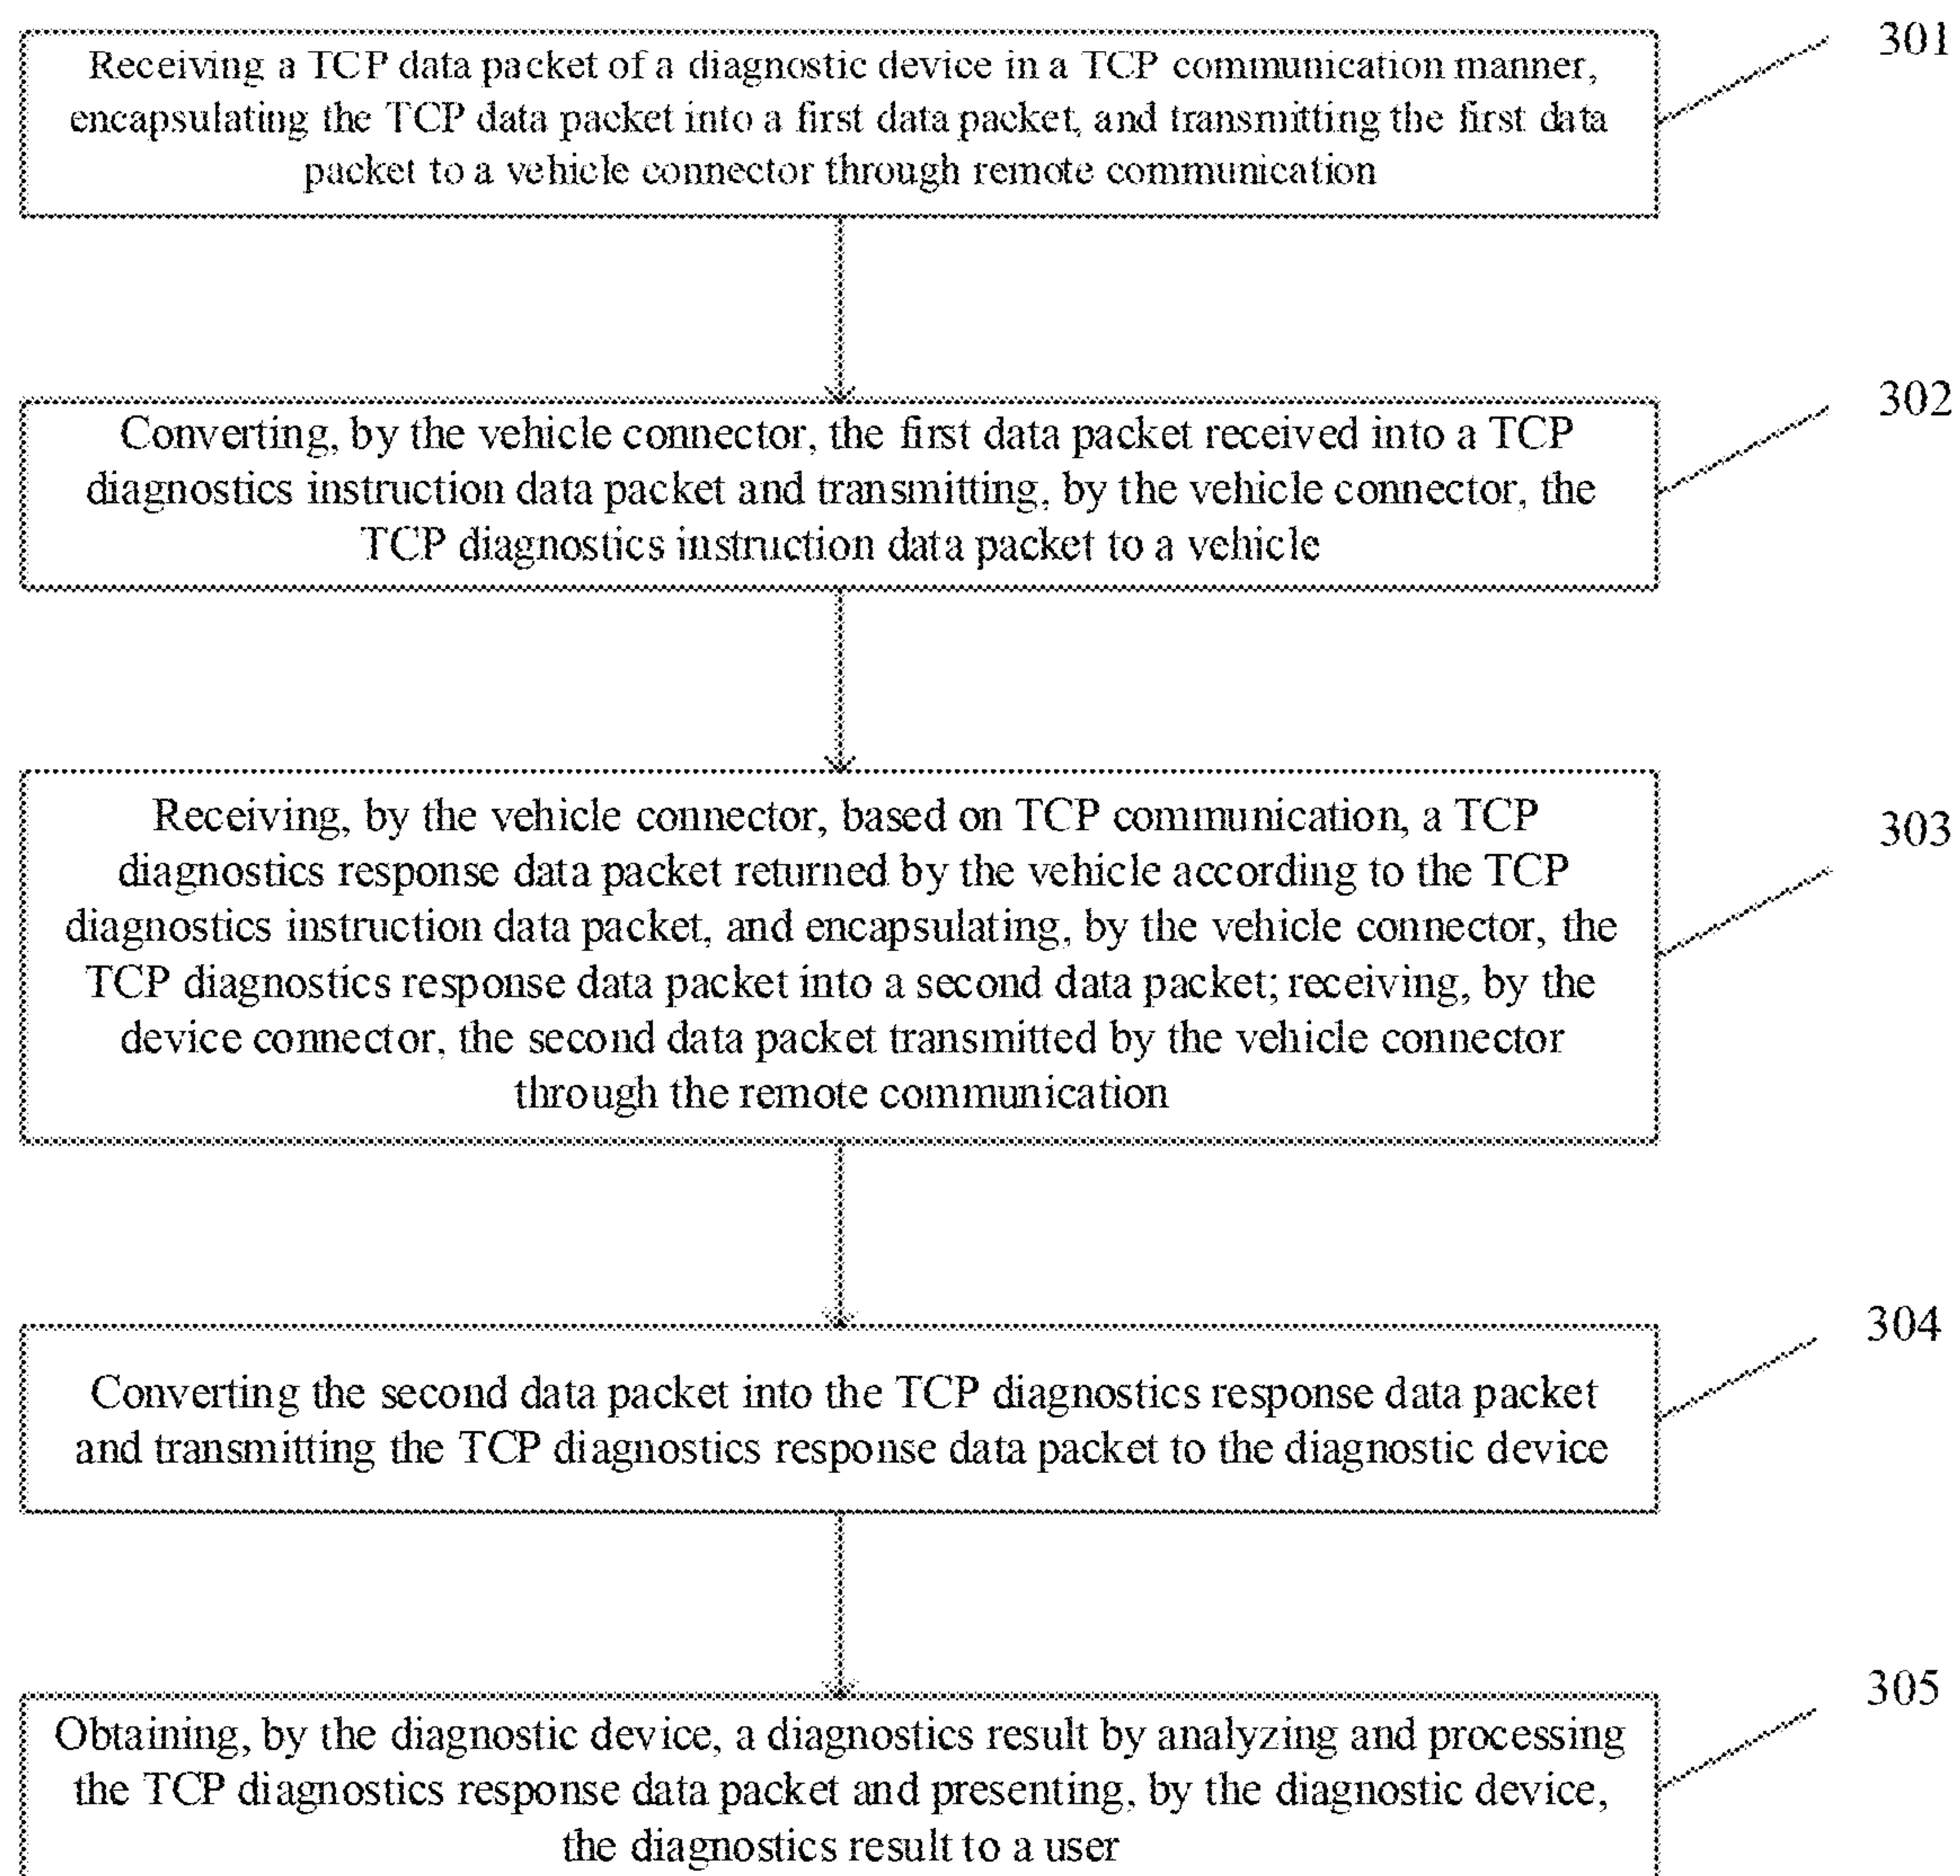 301
Receiving a TCP data packet of a diagnostic device in a TCP communication manner,
encapsulating the TCP data packet into a first data packet, and transmitting the first data
packet to a vehicle connector through remote communication
302
Converting, by the vehicle connector, the first data packet received into a TCP
diagnostics instruction data packet and transmitting, by the vehicle connector, the
TCP diagnostics instruction data packet to a vehicle
303
Receiving, by the vehicle connector, based on TCP communication, a TCP
diagnostics response data packet returned by the vehicle according to the TCP
diagnostics instruction data packet, and encapsulating, by the vehicle connector, the
TCP diagnostics response data packet into a second data packet; receiving, by the
device connector, the second data packet transmitted by the vehicle connector
through the remote communication
304
Converting the second data packet into the TCP diagnostics response data packet
and transmitting the TCP diagnostics response data packet to the diagnostic device
305
Obtaining, by the diagnostic device, a diagnostics result by analyzing and processing
the TCP diagnostics response data packet and presenting, by the diagnostic device,
the diagnostics result to a user